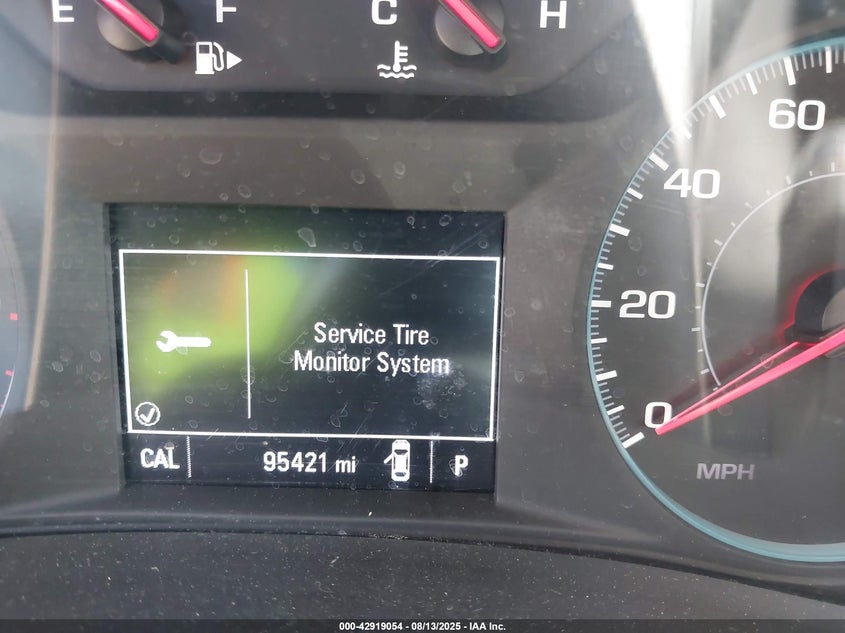 E F C H
60
40
20
0
MPH
Service Tire
Monitor System
CAL 95421 mi P
000-42919054 - 08/13/2025 - IAA Inc.